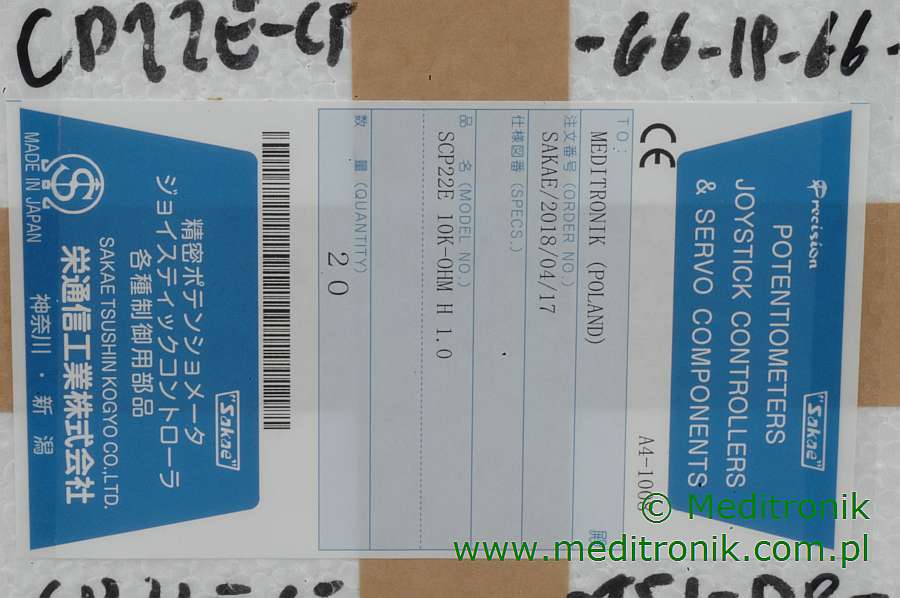 -GG-IP-66-
"Sakae"
Precision
POTENTIOMETERS
JOYSTICK CONTROLLERS
& SERVO COMPONENTS
"Sakae"
CE
A4-1008
TO:
MEDITRONIK (POLAND)
注文番号 (ORDER NO.)
SAKAE/2018/04/17
仕様図番 (SPECS.)
品 名 (MODEL NO.)
SCP22E 10K-OHM H 1.0
数 量 (QUANTITY)
20
"Sakae"
精密ポテンショメータ
ジョイスティックコントローラ
各種制御用部品
SAKAE TSUSHIN KOGYO CO.,LTD.
栄通信工業株式会社
神奈川・新潟
MADE IN JAPAN
© Meditronik
www.meditronik.com.pl